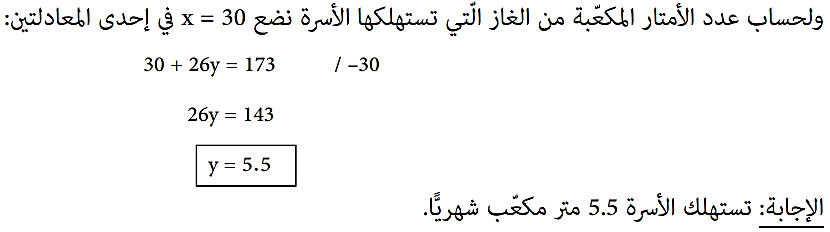 ولحساب عدد الأمتار المكعّبة من الغاز الّتي تستهلكها الأسرة نضع x = 30 في إحدى المعادلتين:
30 + 26y = 173 / –30
26y = 143
y = 5.5
الإجابة: تستهلك الأسرة 5.5 متر مكعّب شهريًّا.